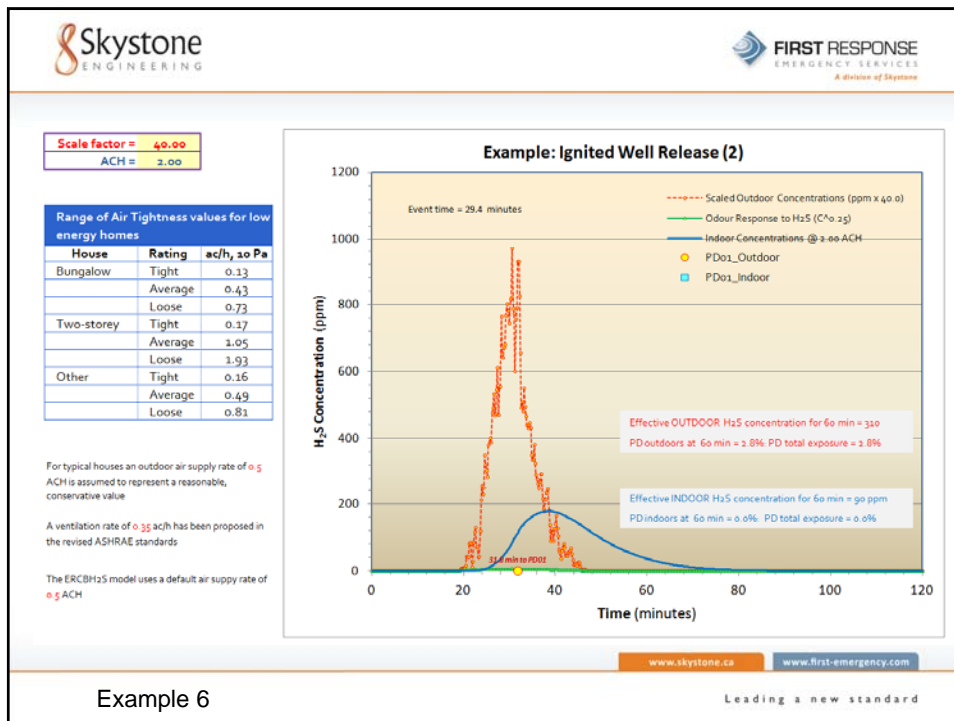 Skystone
ENGINEERING
FIRST RESPONSE
EMERGENCY SERVICES
A division of Skystone
Scale factor = 40.00
ACH = 2.00
Range of Air Tightness values for low
energy homes
House Rating ac/h, 10 Pa
Bungalow Tight 0.13
Average 0.43
Loose 0.73
Two-storey Tight 0.17
Average 1.05
Loose 1.93
Other Tight 0.16
Average 0.49
Loose 0.81
For typical houses an outdoor air supply rate of 0.5
ACH is assumed to represent a reasonable,
conservative value
A ventilation rate of 0.35 ac/h has been proposed in
the revised ASHRAE standards
The ERCBH2S model uses a default air suppy rate of
0.5 ACH
Example: Ignited Well Release (2)
1200
1000
800
600
400
200
0
H₂S Concentration (ppm)
Event time = 29.4 minutes
Scaled Outdoor Concentrations (ppm x 40.0)
Odour Response to H2S (C^0.25)
Indoor Concentrations @ 2.00 ACH
PD01_Outdoor
PD01_Indoor
Effective OUTDOOR H2S concentration for 60 min = 310
PD outdoors at 60 min = 2.8%: PD total exposure = 2.8%
Effective INDOOR H2S concentration for 60 min = 90 ppm
PD indoors at 60 min = 0.0%: PD total exposure = 0.0%
min to PD01
0 20 40 60 80 100 120
Time (minutes)
www.skystone.ca
www.first-emergency.com
Example 6
Leading a new standard